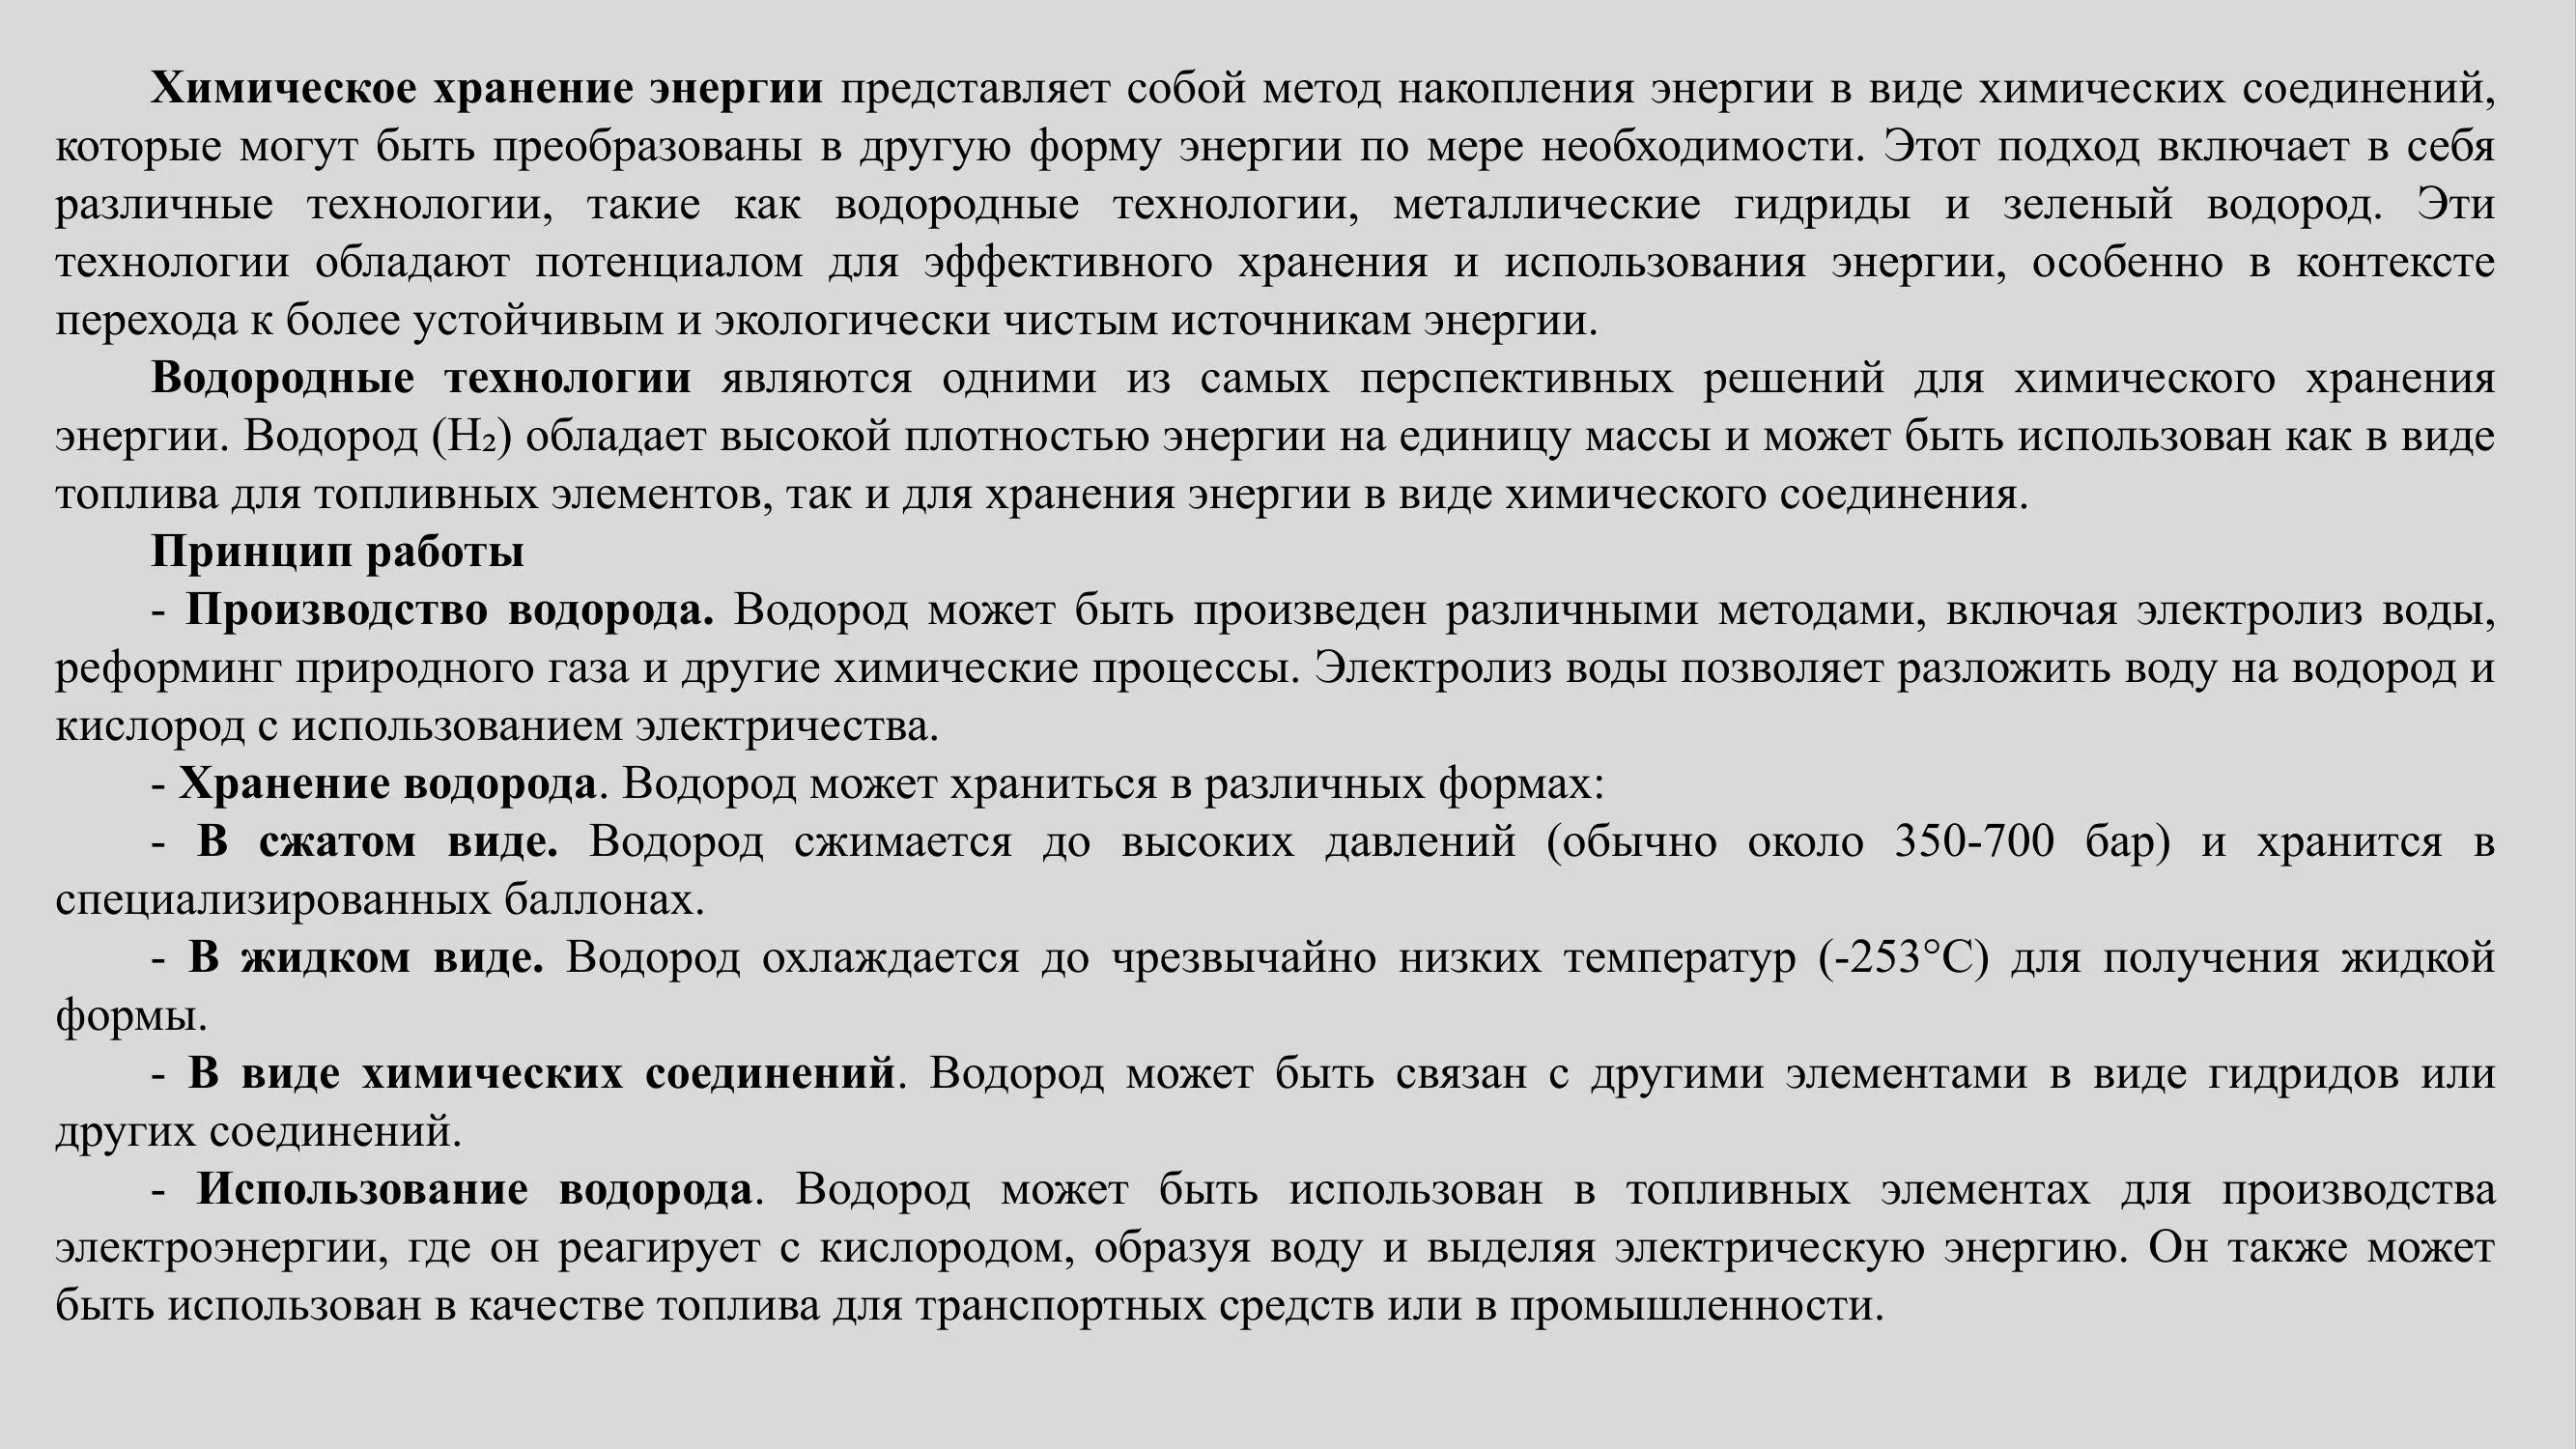 Химическое хранение энергии представляет собой метод накопления энергии в виде химических соединений,
которые могут быть преобразованы в другую форму энергии по мере необходимости. Этот подход включает в себя
различные технологии, такие как водородные технологии, металлические гидриды и зеленый водород. Эти
технологии обладают потенциалом для эффективного хранения и использования энергии, особенно в контексте
перехода к более устойчивым и экологически чистым источникам энергии.
Водородные технологии являются одними из самых перспективных решений для химического хранения
энергии. Водород (H₂) обладает высокой плотностью энергии на единицу массы и может быть использован как в виде
топлива для топливных элементов, так и для хранения энергии в виде химического соединения.
Принцип работы
- Производство водорода. Водород может быть произведен различными методами, включая электролиз воды,
реформинг природного газа и другие химические процессы. Электролиз воды позволяет разложить воду на водород и
кислород с использованием электричества.
- Хранение водорода. Водород может храниться в различных формах:
- В сжатом виде. Водород сжимается до высоких давлений (обычно около 350-700 бар) и хранится в
специализированных баллонах.
- В жидком виде. Водород охлаждается до чрезвычайно низких температур (-253°C) для получения жидкой
формы.
- В виде химических соединений. Водород может быть связан с другими элементами в виде гидридов или
других соединений.
- Использование водорода. Водород может быть использован в топливных элементах для производства
электроэнергии, где он реагирует с кислородом, образуя воду и выделяя электрическую энергию. Он также может
быть использован в качестве топлива для транспортных средств или в промышленности.